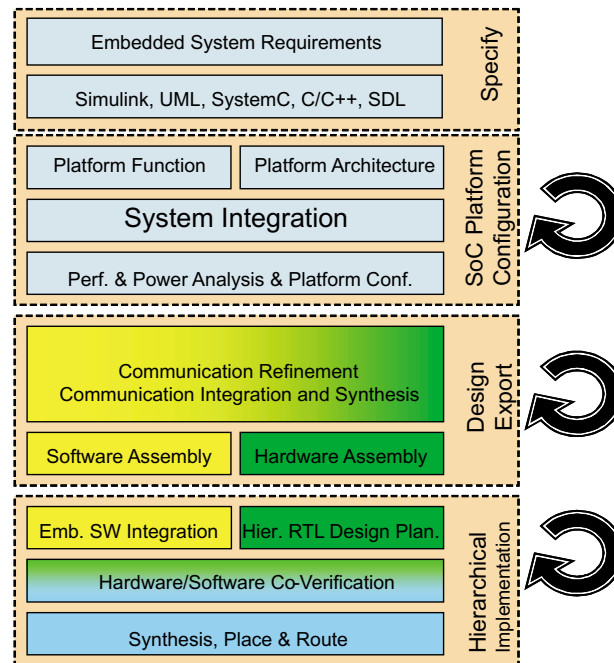 Embedded System Requirements
Simulink, UML, SystemC, C/C++, SDL
Specify
Platform Function
Platform Architecture
System Integration
Perf. & Power Analysis & Platform Conf.
SoC Platform
Configuration
Communication Refinement
Communication Integration and Synthesis
Software Assembly
Hardware Assembly
Design
Export
Emb. SW Integration
Hier. RTL Design Plan.
Hardware/Software Co-Verification
Synthesis, Place & Route
Hierarchical
Implementation